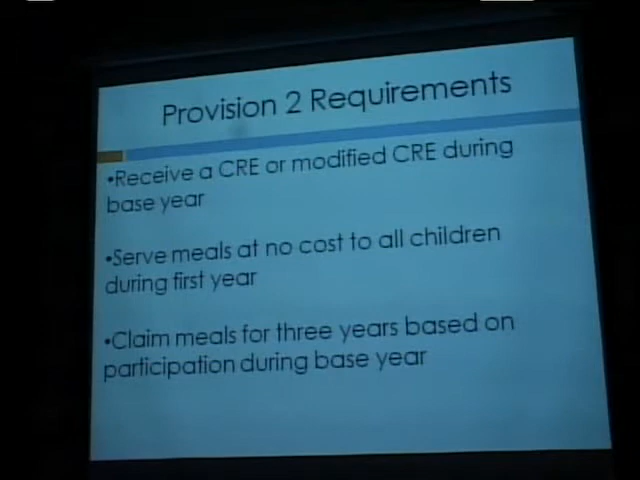 Provision 2 Requirements
•Receive a CRE or modified CRE during
base year
•Serve meals at no cost to all children
during first year
•Claim meals for three years based on
participation during base year